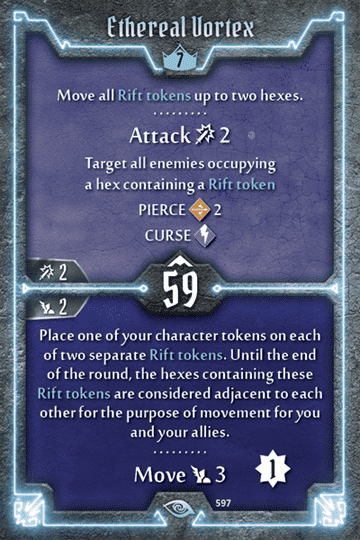 Ethereal Vortex
7
Move all Rift tokens up to two hexes.
Attack 2
Target all enemies occupying
a hex containing a Rift token
PIERCE 2
CURSE
2
59
2
Place one of your character tokens on each
of two separate Rift tokens. Until the end
of the round, the hexes containing these
Rift tokens are considered adjacent to each
other for the purpose of movement for you
and your allies.
Move 3
1
597